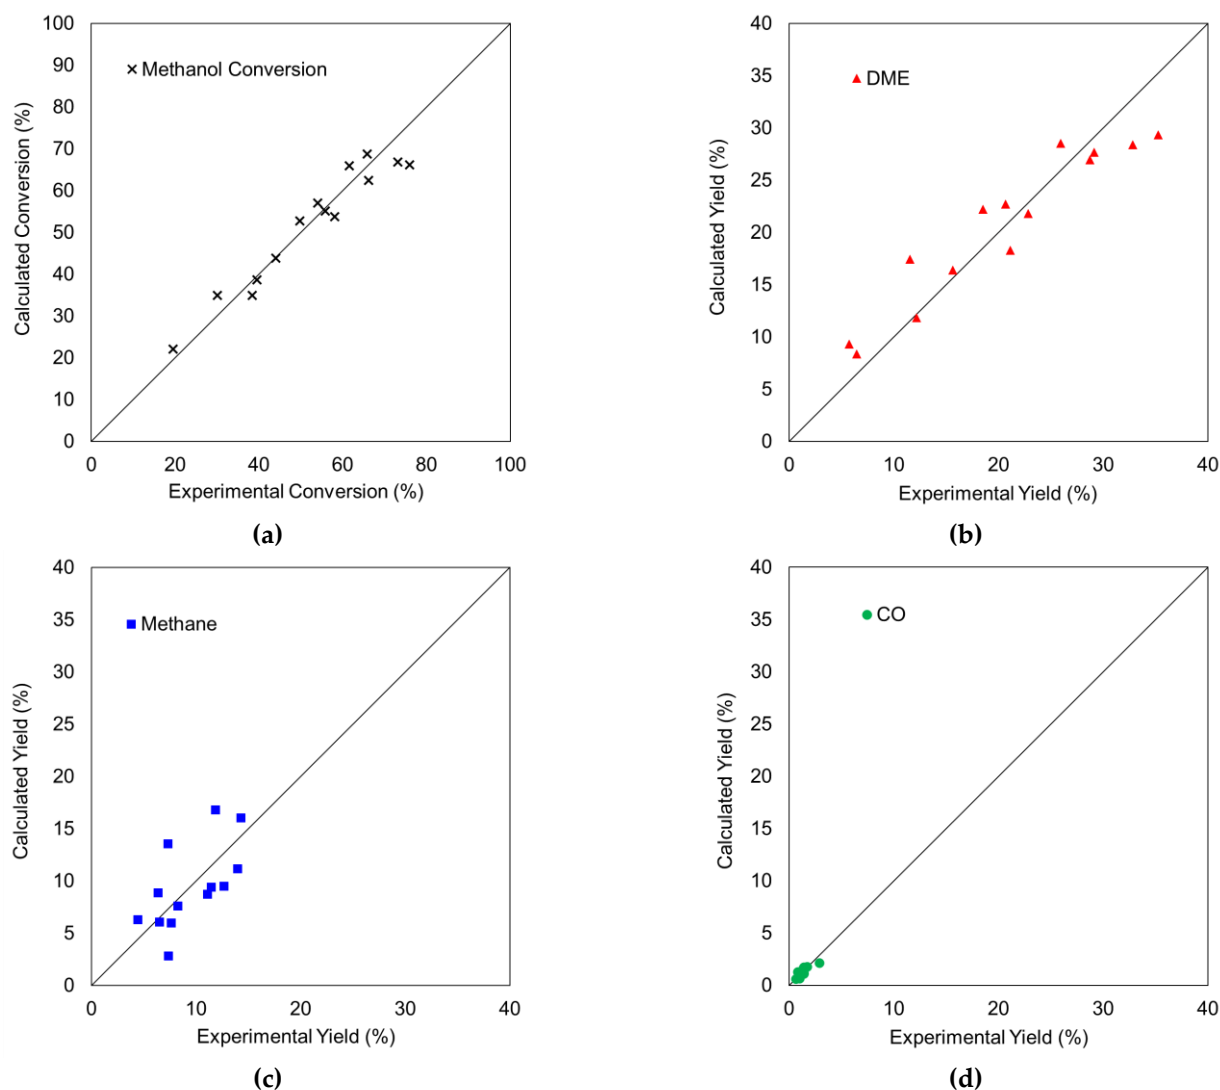 100
90
80
70
60
50
40
30
20
10
0
Calculated Conversion (%)
Methanol Conversion
0 20 40 60 80 100
Experimental Conversion (%)
(a)
40
35
30
25
20
15
10
5
0
Calculated Yield (%)
DME
0 10 20 30 40
Experimental Yield (%)
(b)
40
35
30
25
20
15
10
5
0
Calculated Yield (%)
Methane
0 10 20 30 40
Experimental Yield (%)
(c)
40
35
30
25
20
15
10
5
0
Calculated Yield (%)
CO
0 10 20 30 40
Experimental Yield (%)
(d)